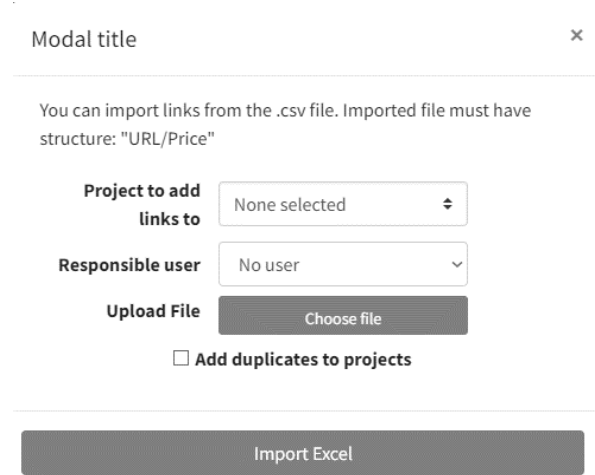 Modal title ×
You can import links from the .csv file. Imported file must have
structure: "URL/Price"
Project to add
links to
None selected
Responsible user
No user
Upload File
Choose file
Add duplicates to projects
Import Excel